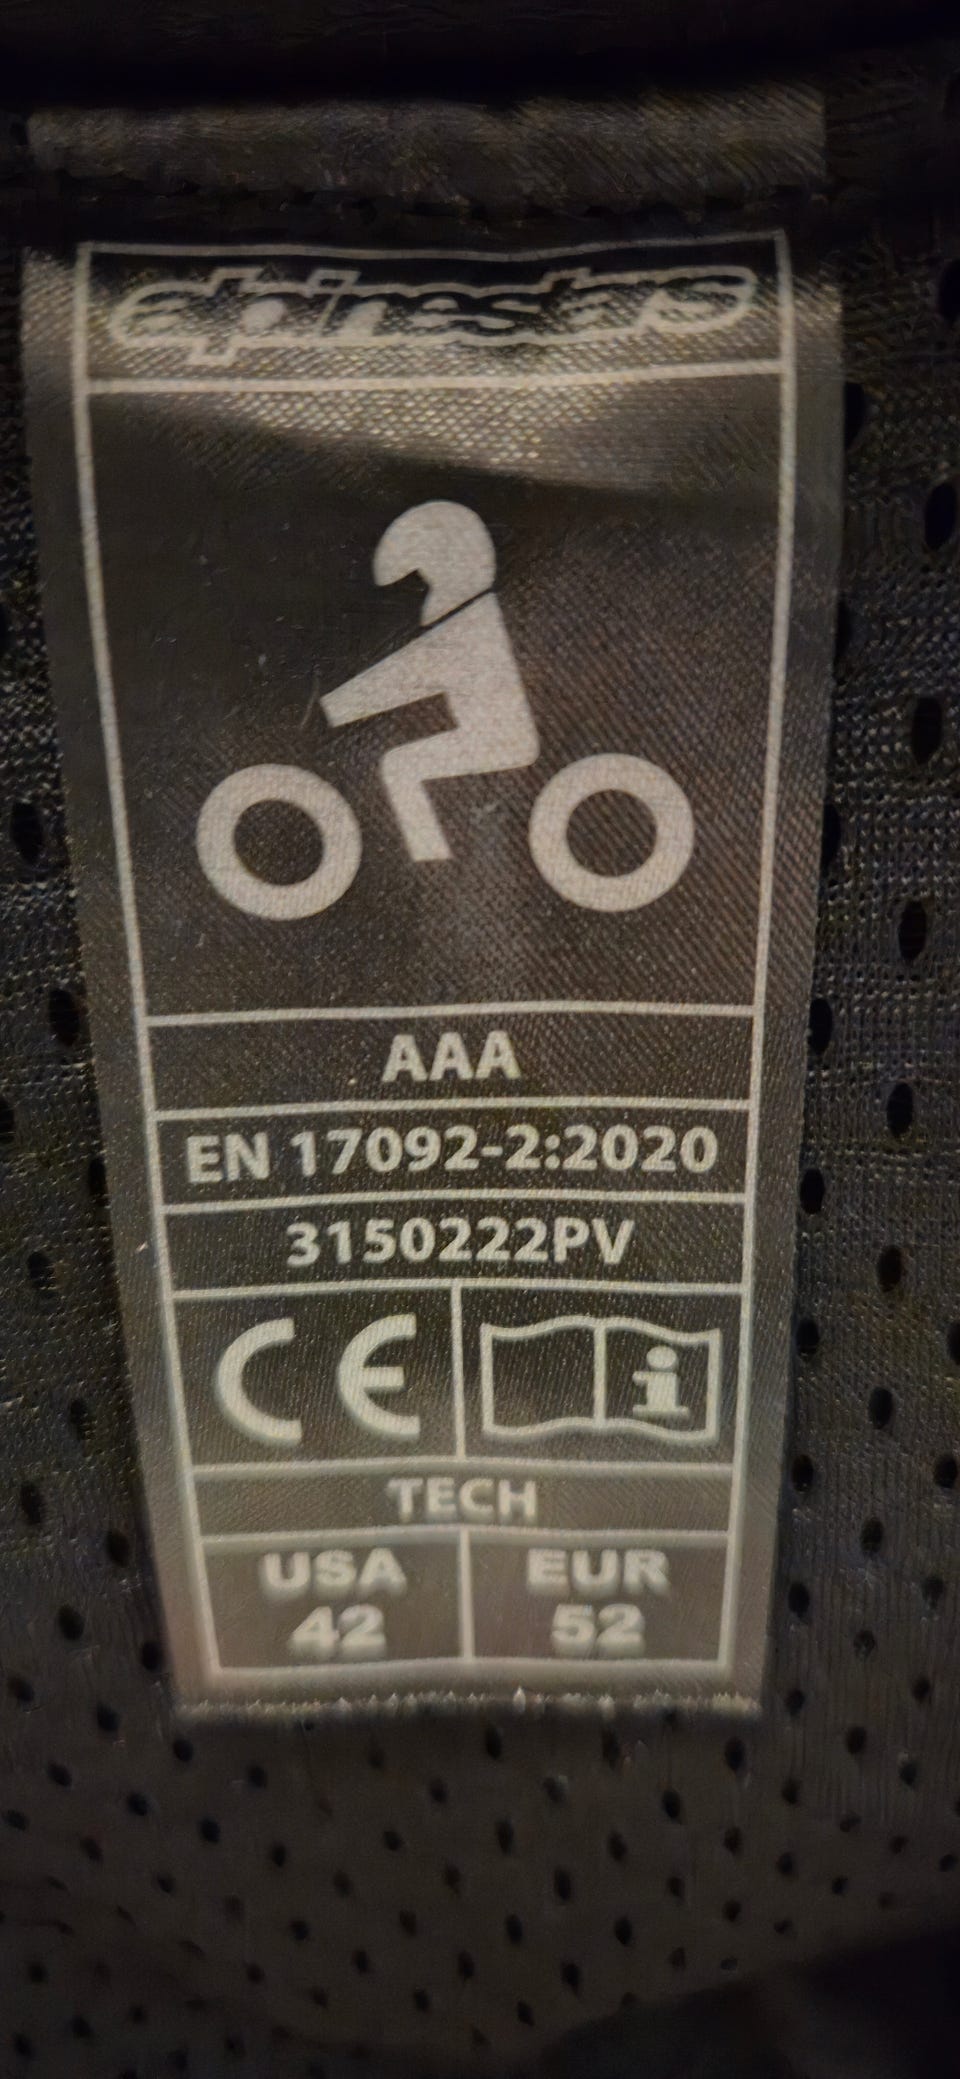 alpinestars
AAA
EN 17092-2:2020
3150222PV
CE i
TECH
USA EUR
42 52